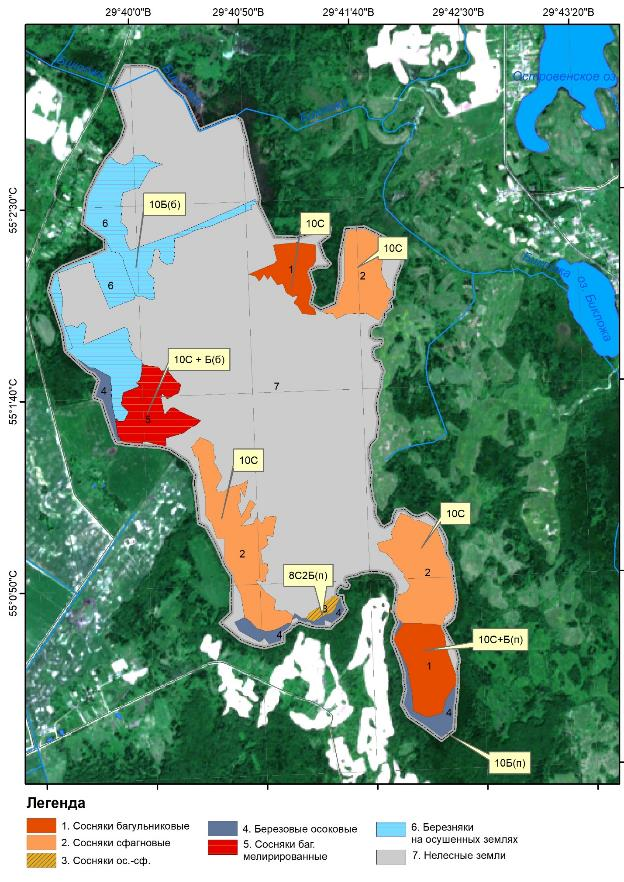 29°40'0"В 29°40'50"В 29°41'40"В 29°42'30"В 29°43'20"В
Островенское оз.
10Б(б)
55°2'30"С
6
10С
10С
1
2
6
оз. Бикложа
10С + Б(б)
4
7
5
55°1'40"С
10С
10С
2
2
8С2Б(п)
3
4
4
55°0'50"С
10С+Б(п)
1
4
10Б(п)
Легенда
1. Сосняки багульниковые
2. Сосняки сфагновые
3. Сосняки ос.-сф.
4. Березовые осоковые
5. Сосняки баг.
мелирированные
6. Березняки
на осушенных землях
7. Нелесные земли